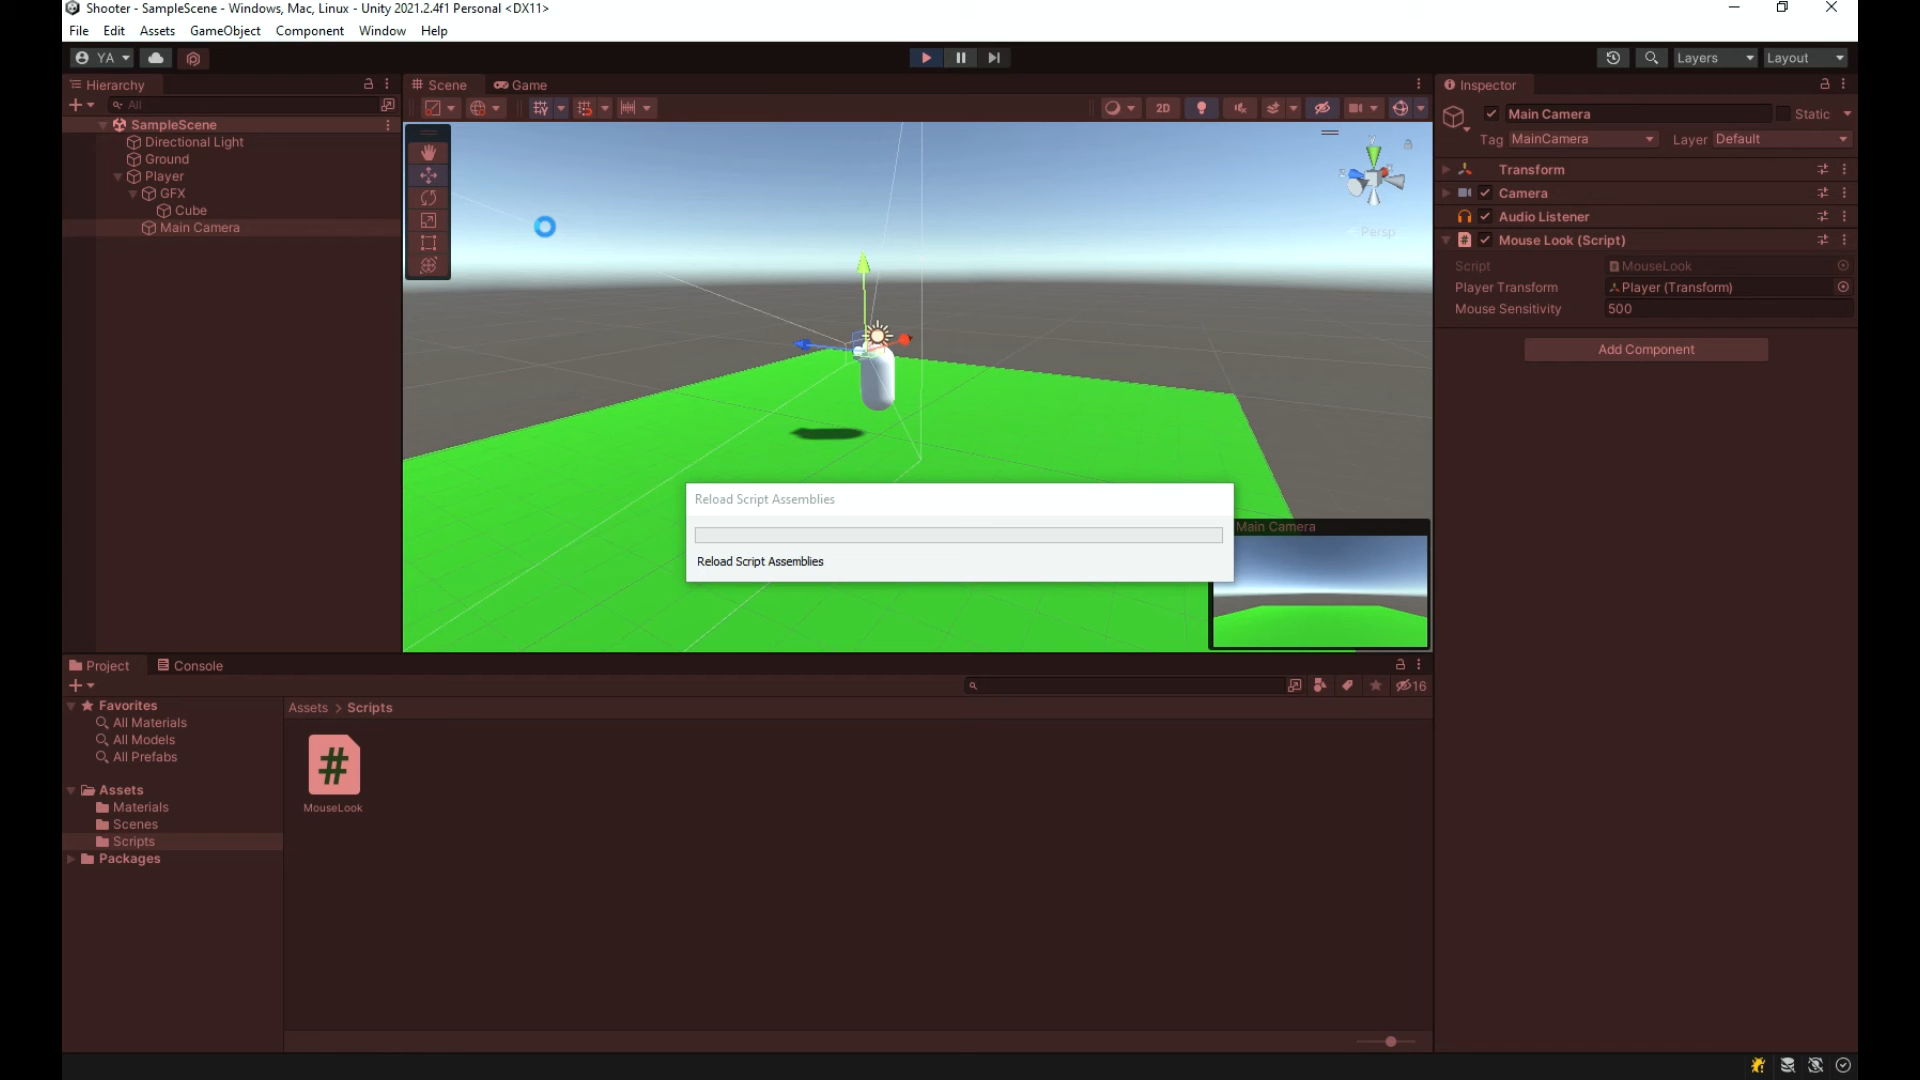 Shooter - SampleScene - Windows, Mac, Linux - Unity 2021.2.4f1 Personal <DX11>
File Edit Assets GameObject Component Window Help
YA Layers Layout
Hierarchy
All
SampleScene
Directional Light
Ground
Player
GFX
Cube
Main Camera
Scene Game
2D
Persp
Reload Script Assemblies
Reload Script Assemblies
Main Camera
Inspector
Main Camera Static
Tag MainCamera Layer Default
Transform
Camera
Audio Listener
Mouse Look (Script)
Script MouseLook
Player Transform Player (Transform)
Mouse Sensitivity 500
Add Component
Project Console
16
Favorites
All Materials
All Models
All Prefabs
Assets
Materials
Scenes
Scripts
Packages
Assets > Scripts
#
MouseLook